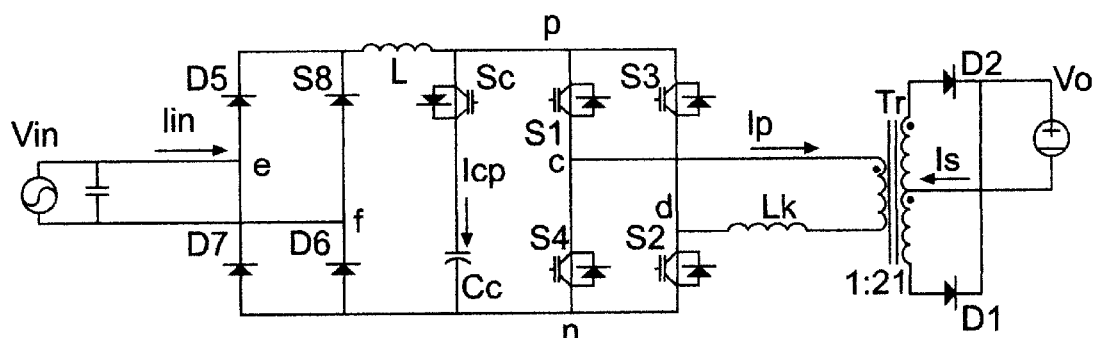 p
D5
S8
L
Sc
S3
D2
Vo
Vin
Iin
S1
Ip
Tr
e
Icp
c
Is
d
Lk
D7
D6
f
S4
S2
Cc
1:21
D1
n